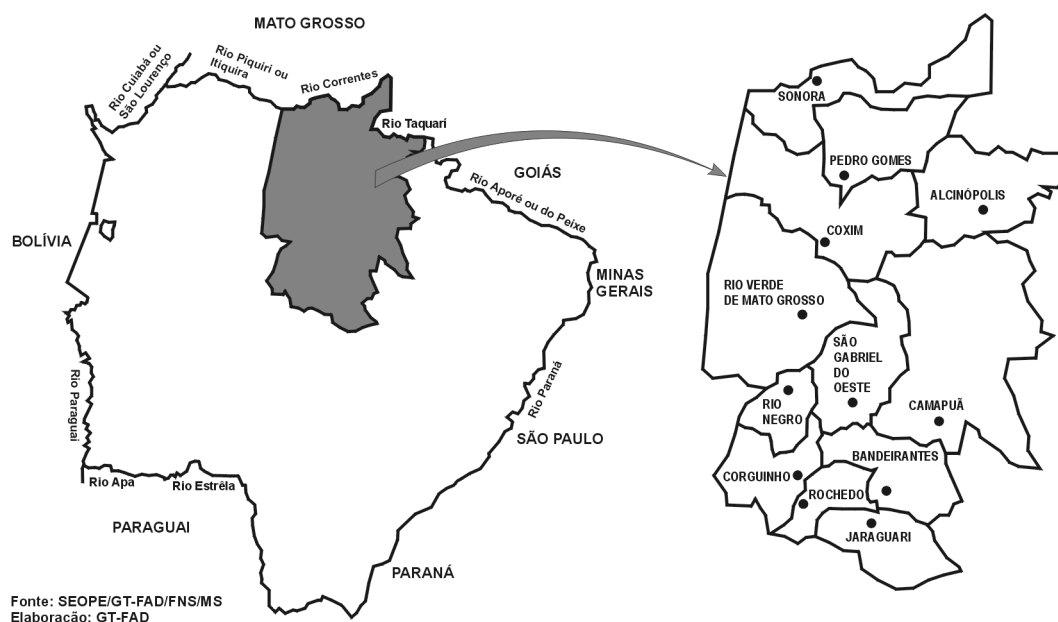 MATO GROSSO
Rio Cuiabá ou
São Lourenço
Rio Piquiri ou
Itiquira
Rio Correntes
Rio Taquarí
GOIÁS
Rio Aporé ou do Peixe
BOLÍVIA
MINAS
GERAIS
Rio Paraguai
Rio Paraná
SÃO PAULO
Rio Apa
Rio Estrêla
PARAGUAI
PARANÁ
Fonte: SEOPE/GT-FAD/FNS/MS
Elaboração: GT-FAD
SONORA
PEDRO GOMES
ALCINÓPOLIS
COXIM
RIO VERDE
DE MATO GROSSO
SÃO
GABRIEL
DO
OESTE
RIO
NEGRO
CAMAPUÃ
BANDEIRANTES
CORGUINHO
ROCHEDO
JARAGUARI